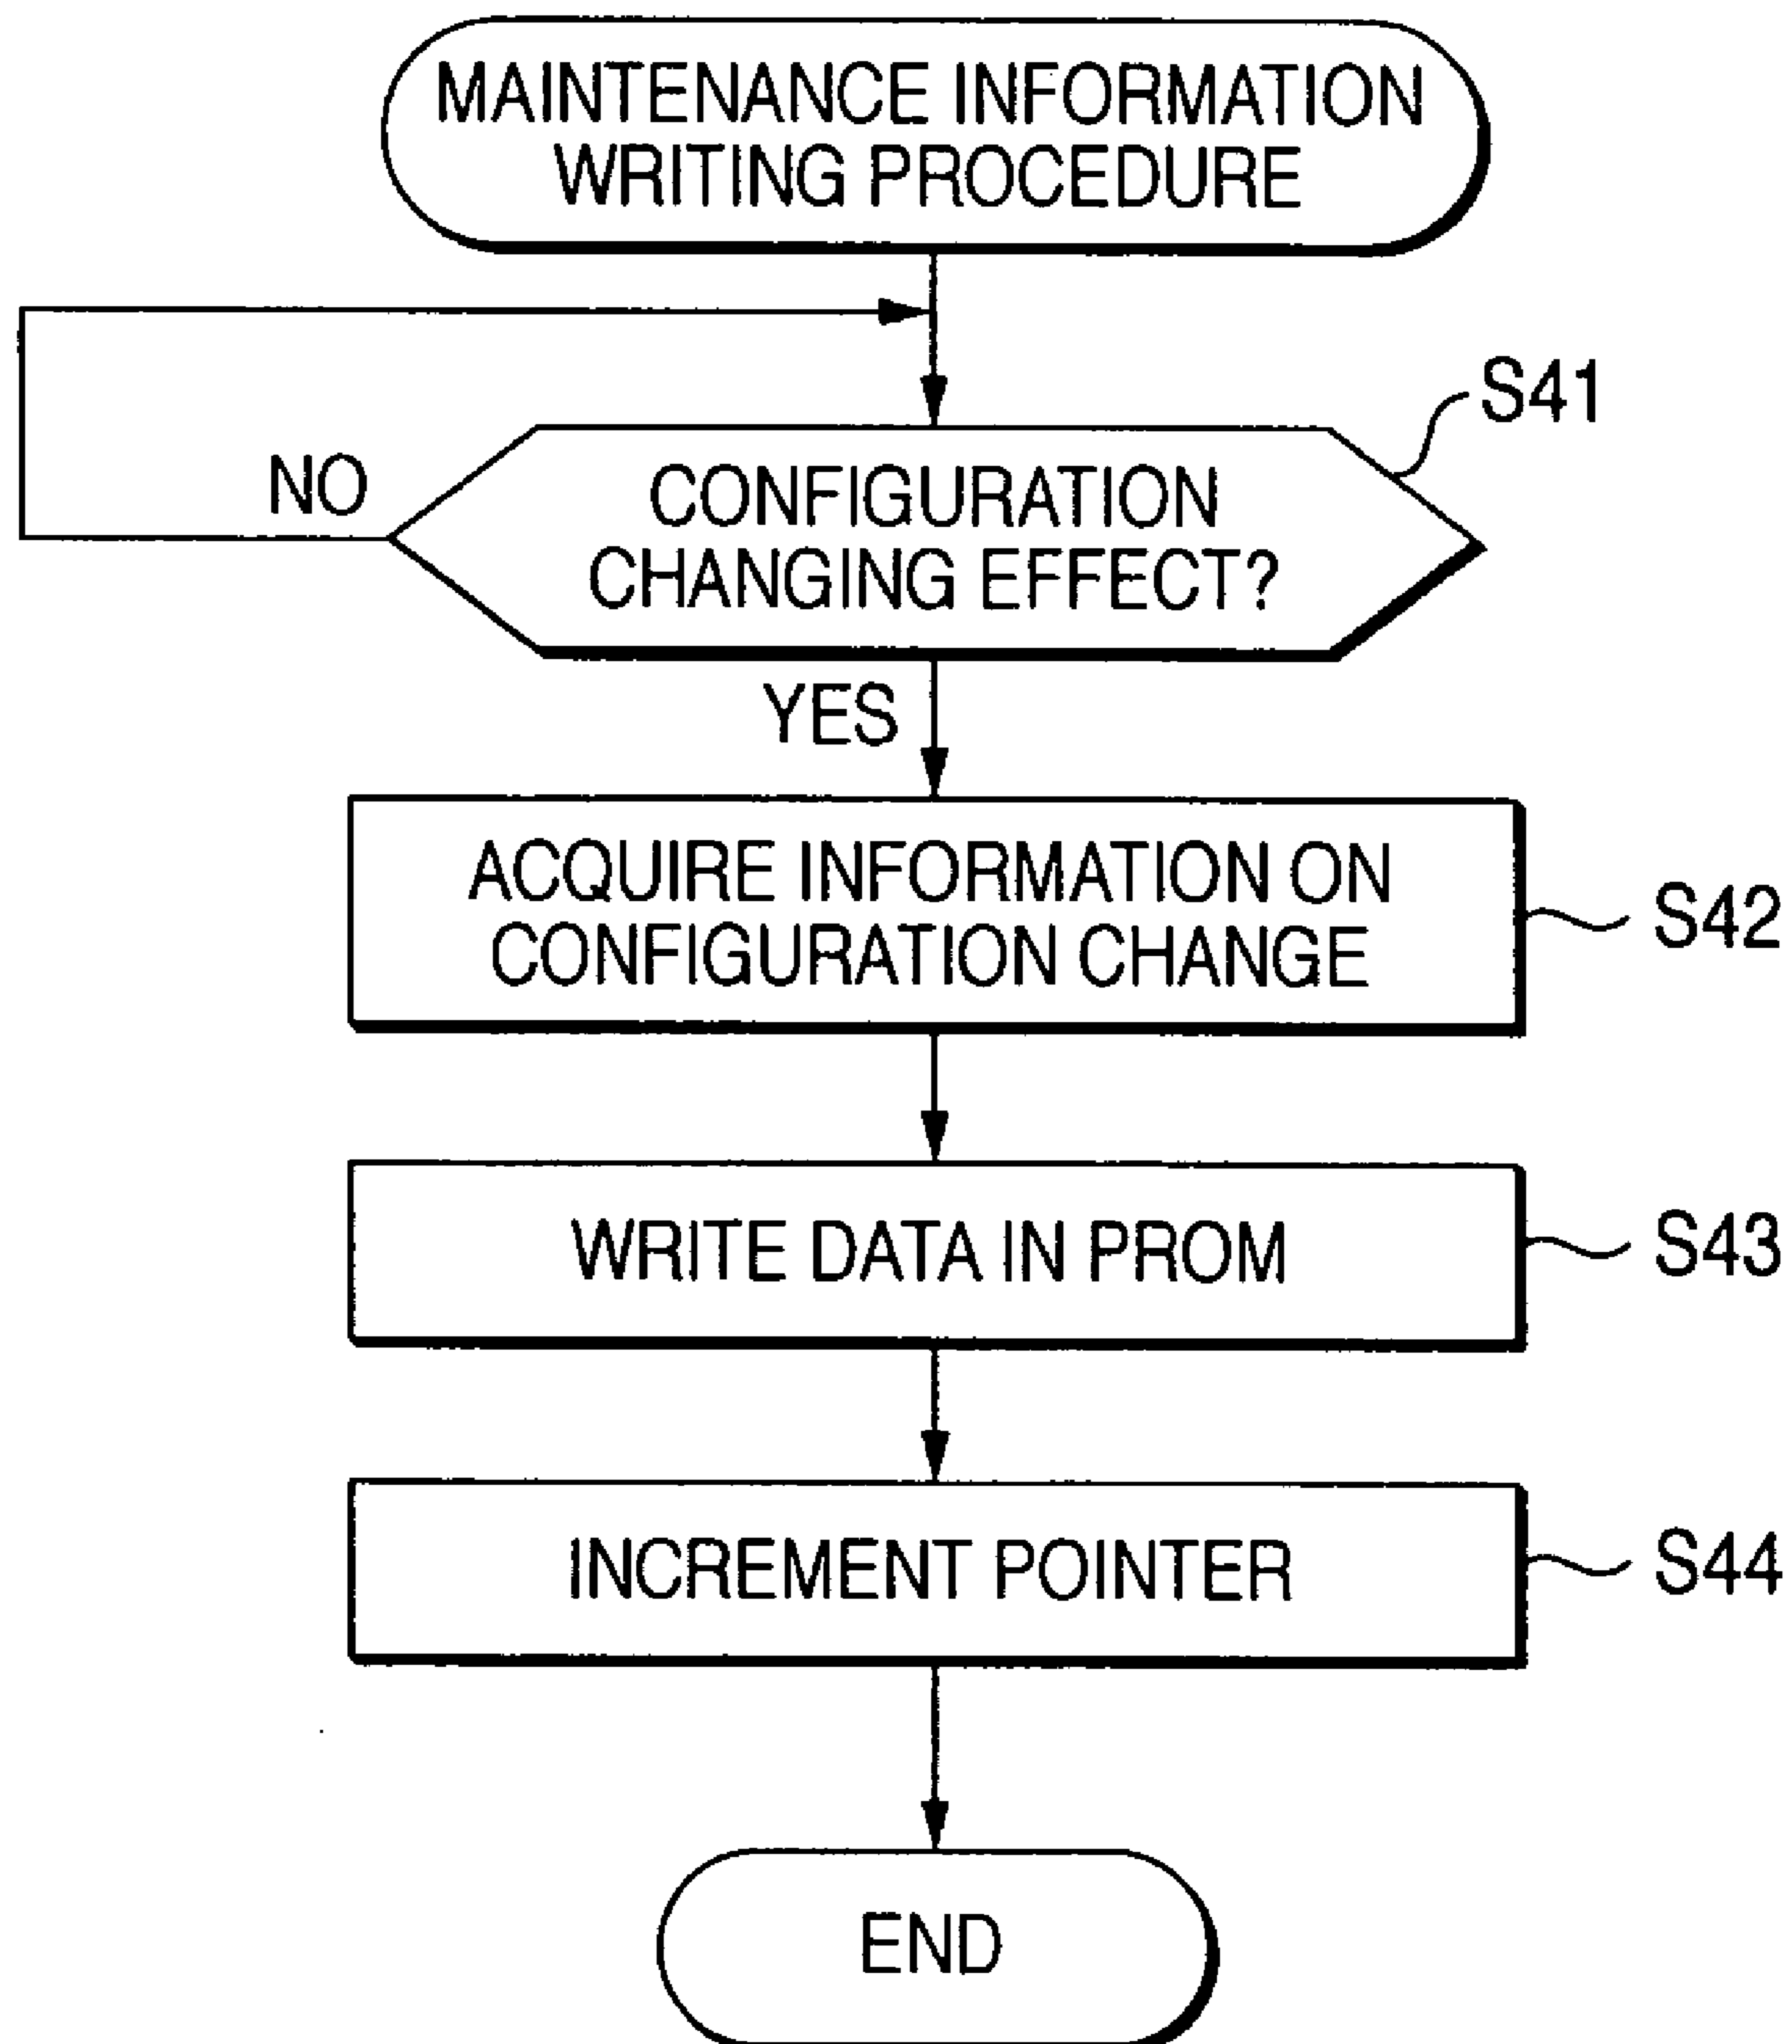 MAINTENANCE INFORMATION
WRITING PROCEDURE
S41
NO
CONFIGURATION
CHANGING EFFECT?
YES
ACQUIRE INFORMATION ON
CONFIGURATION CHANGE
S42
WRITE DATA IN PROM
S43
INCREMENT POINTER
S44
END